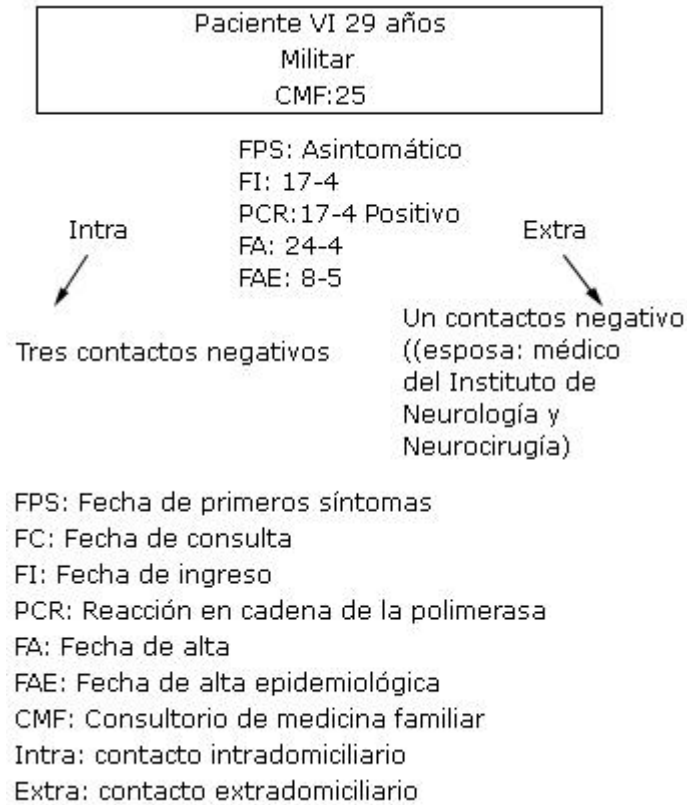 Paciente VI 29 años
Militar
CMF:25
FPS: Asintomático
FI: 17-4
PCR:17-4 Positivo
FA: 24-4
FAE: 8-5
Intra
Extra
Tres contactos negativos
Un contactos negativo
((esposa: médico
del Instituto de
Neurología y
Neurocirugía)
FPS: Fecha de primeros síntomas
FC: Fecha de consulta
FI: Fecha de ingreso
PCR: Reacción en cadena de la polimerasa
FA: Fecha de alta
FAE: Fecha de alta epidemiológica
CMF: Consultorio de medicina familiar
Intra: contacto intradomiciliario
Extra: contacto extradomiciliario